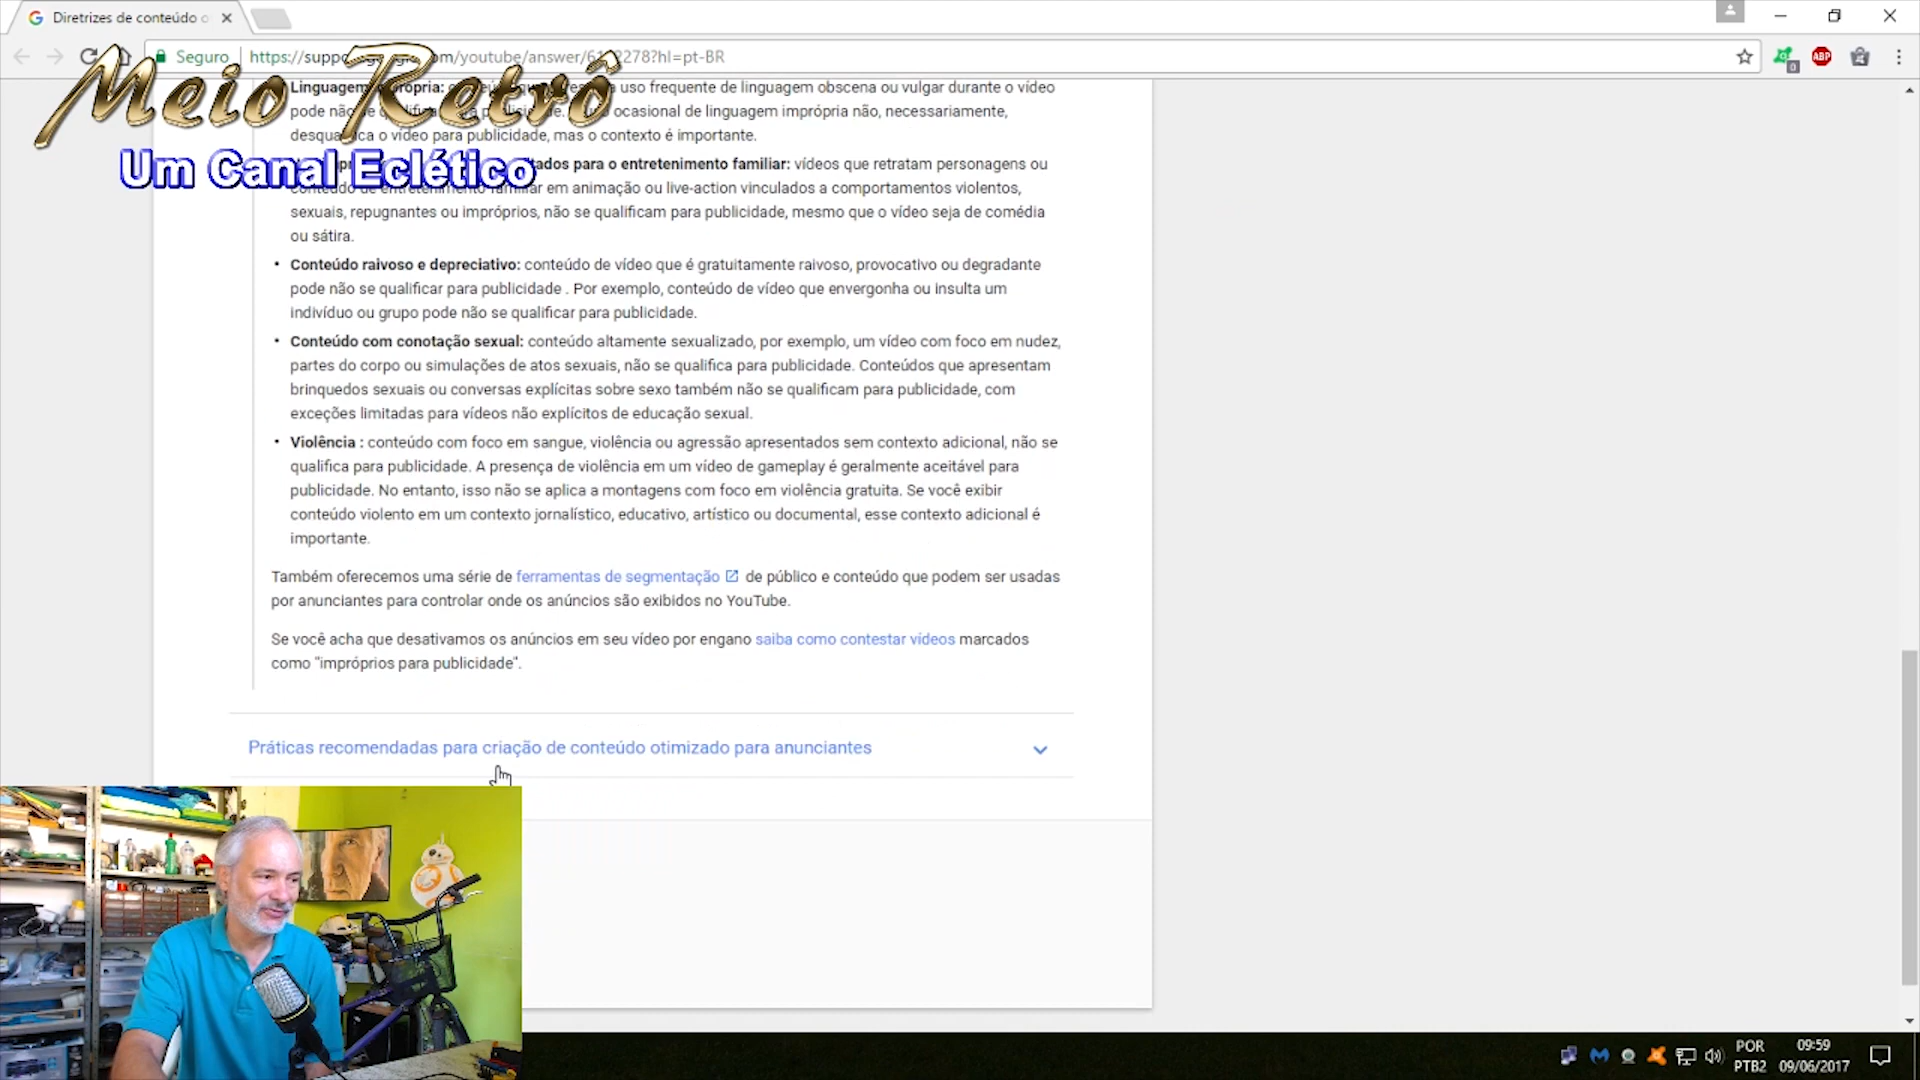 Diretrizes de conteúdo o
Seguro
https://supp
om/youtube/answer/6
2278?hl=pt-BR
ABP
0
Meio Retrô
Um Canal Eclético
Linguagem
uso frequente de linguagem obscena ou vulgar durante o vídeo
pode
ocasional de linguagem imprópria não, necessariamente,
o vídeo para publicidade, mas o contexto é importante.
para o entretenimento familiar: vídeos que retratam personagens ou
em animação ou live-action vinculados a comportamentos violentos,
sexuais, repugnantes ou impróprios, não se qualificam para publicidade, mesmo que o vídeo seja de comédia
ou sátira.
• Conteúdo raivoso e depreciativo: conteúdo de vídeo que é gratuitamente raivoso, provocativo ou degradante
pode não se qualificar para publicidade . Por exemplo, conteúdo de vídeo que envergonha ou insulta um
indivíduo ou grupo pode não se qualificar para publicidade.
• Conteúdo com conotação sexual: conteúdo altamente sexualizado, por exemplo, um vídeo com foco em nudez,
partes do corpo ou simulações de atos sexuais, não se qualifica para publicidade. Conteúdos que apresentam
brinquedos sexuais ou conversas explícitas sobre sexo também não se qualificam para publicidade, com
exceções limitadas para vídeos não explícitos de educação sexual.
• Violência : conteúdo com foco em sangue, violência ou agressão apresentados sem contexto adicional, não se
qualifica para publicidade. A presença de violência em um vídeo de gameplay é geralmente aceitável para
publicidade. No entanto, isso não se aplica a montagens com foco em violência gratuita. Se você exibir
conteúdo violento em um contexto jornalístico, educativo, artístico ou documental, esse contexto adicional é
importante.
Também oferecemos uma série de ferramentas de segmentação de público e conteúdo que podem ser usadas
por anunciantes para controlar onde os anúncios são exibidos no YouTube.
Se você acha que desativamos os anúncios em seu vídeo por engano saiba como contestar vídeos marcados
como "impróprios para publicidade".
Práticas recomendadas para criação de conteúdo otimizado para anunciantes
POR
PTB2
09:59
09/06/2017